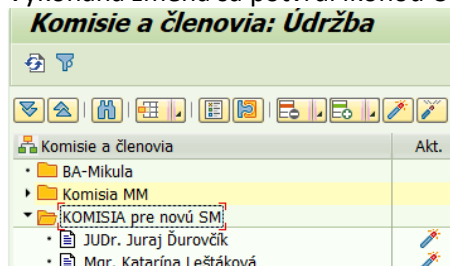 Komisie a členovia: Údržba
Komisie a členovia Akt.
BA-Mikula
Komisia MM
KOMISIA pre novú SM
JUDr. Juraj Ďurovčík
Mgr. Katarína Leštáková